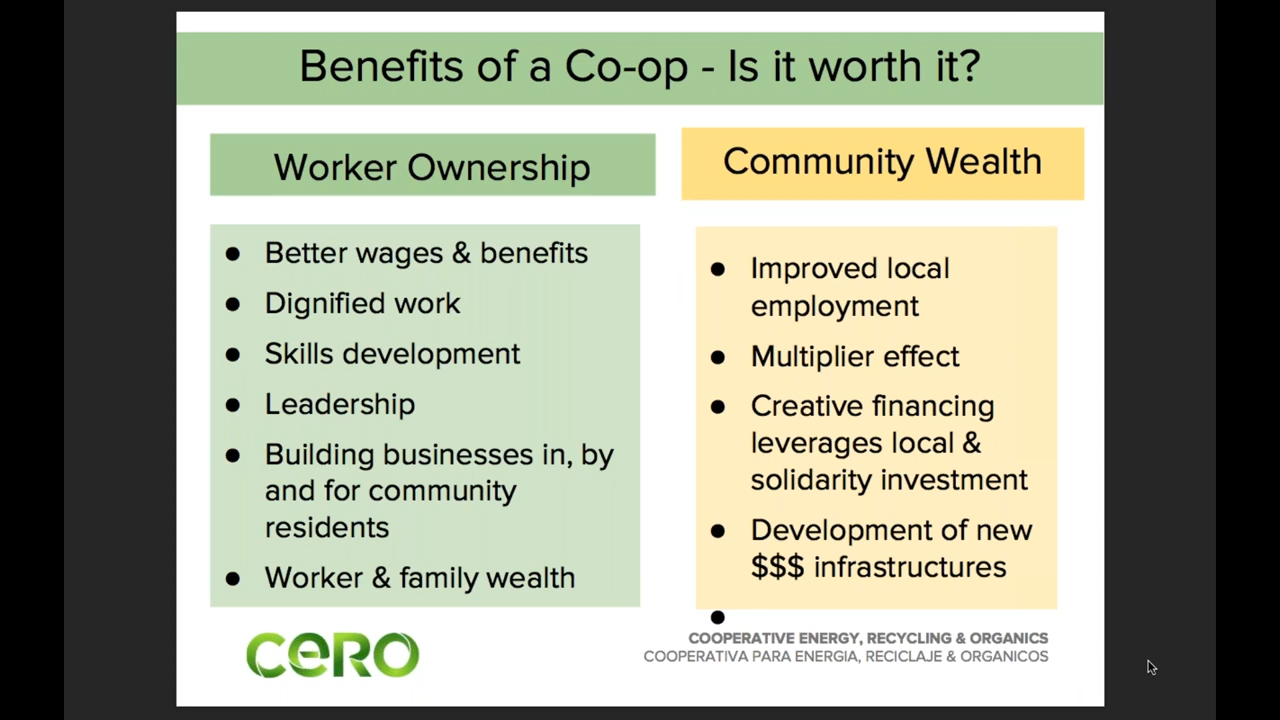 Benefits of a Co-op - Is it worth it?
Worker Ownership
● Better wages & benefits
● Dignified work
● Skills development
● Leadership
● Building businesses in, by
and for community
residents
● Worker & family wealth
Community Wealth
● Improved local
employment
● Multiplier effect
● Creative financing
leverages local &
solidarity investment
● Development of new
$$$ infrastructures
●
CERO
COOPERATIVE ENERGY, RECYCLING & ORGANICS
COOPERATIVA PARA ENERGIA, RECICLAJE & ORGANICOS